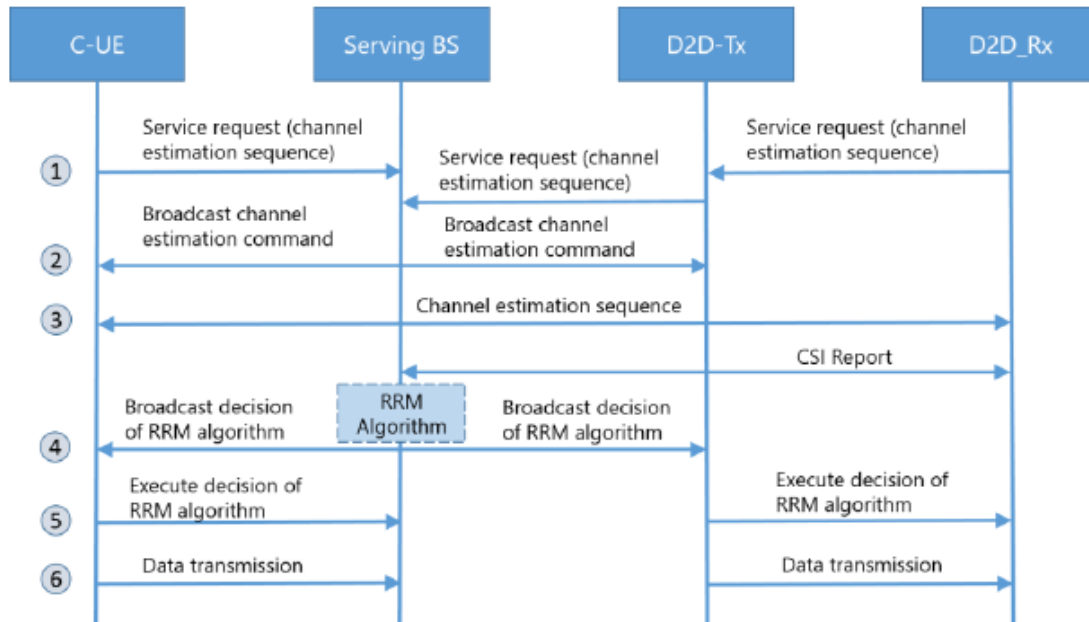 C-UE
Serving BS
D2D-Tx
D2D_Rx
Service request (channel
estimation sequence)
Service request (channel
estimation sequence)
1
Service request (channel
estimation sequence)
Broadcast channel
estimation command
Broadcast channel
estimation command
2
Channel estimation sequence
3
CSI Report
RRM
Algorithm
Broadcast decision
of RRM algorithm
Broadcast decision
of RRM algorithm
4
Execute decision of
RRM algorithm
Execute decision of
RRM algorithm
5
Data transmission
Data transmission
6